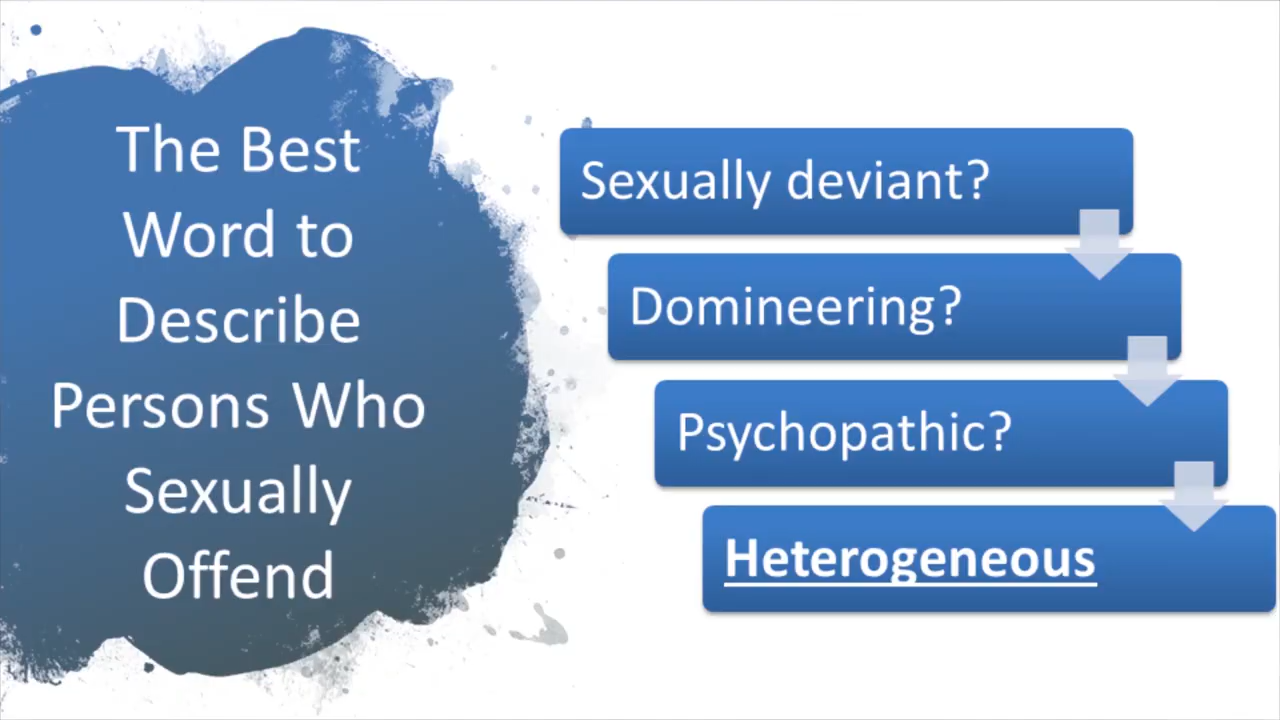 The Best
Word to
Describe
Persons Who
Sexually
Offend
Sexually deviant?
Domineering?
Psychopathic?
Heterogeneous